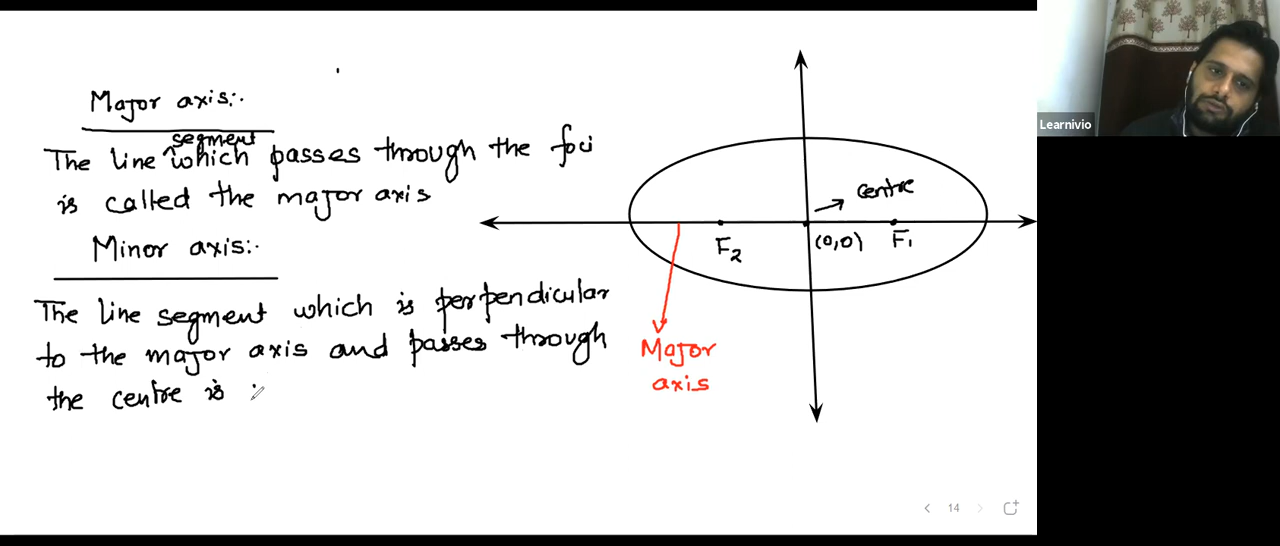 Major axis:.
segment
The line ^which passes through the foci
is called the major axis
Minor axis:.
The line segment which is perpendicular
to the major axis and passes through
the centre is
centre
F2
(0,0)
F1
Major
axis
Learnivio
14